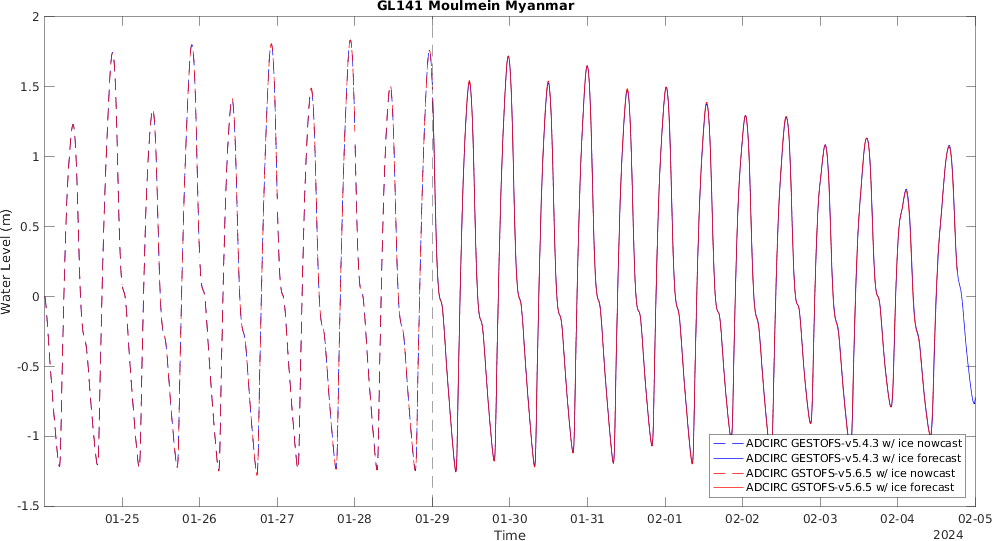 GL141 Moulmein Myanmar
2
1.5
1
0.5
0
-0.5
-1
-1.5
Water Level (m)
ADCIRC GESTOFS-v5.4.3 w/ ice nowcast
ADCIRC GESTOFS-v5.4.3 w/ ice forecast
ADCIRC GSTOFS-v5.6.5 w/ ice nowcast
ADCIRC GSTOFS-v5.6.5 w/ ice forecast
01-25 01-26 01-27 01-28 01-29 01-30 01-31 02-01 02-02 02-03 02-04 02-05
Time
2024